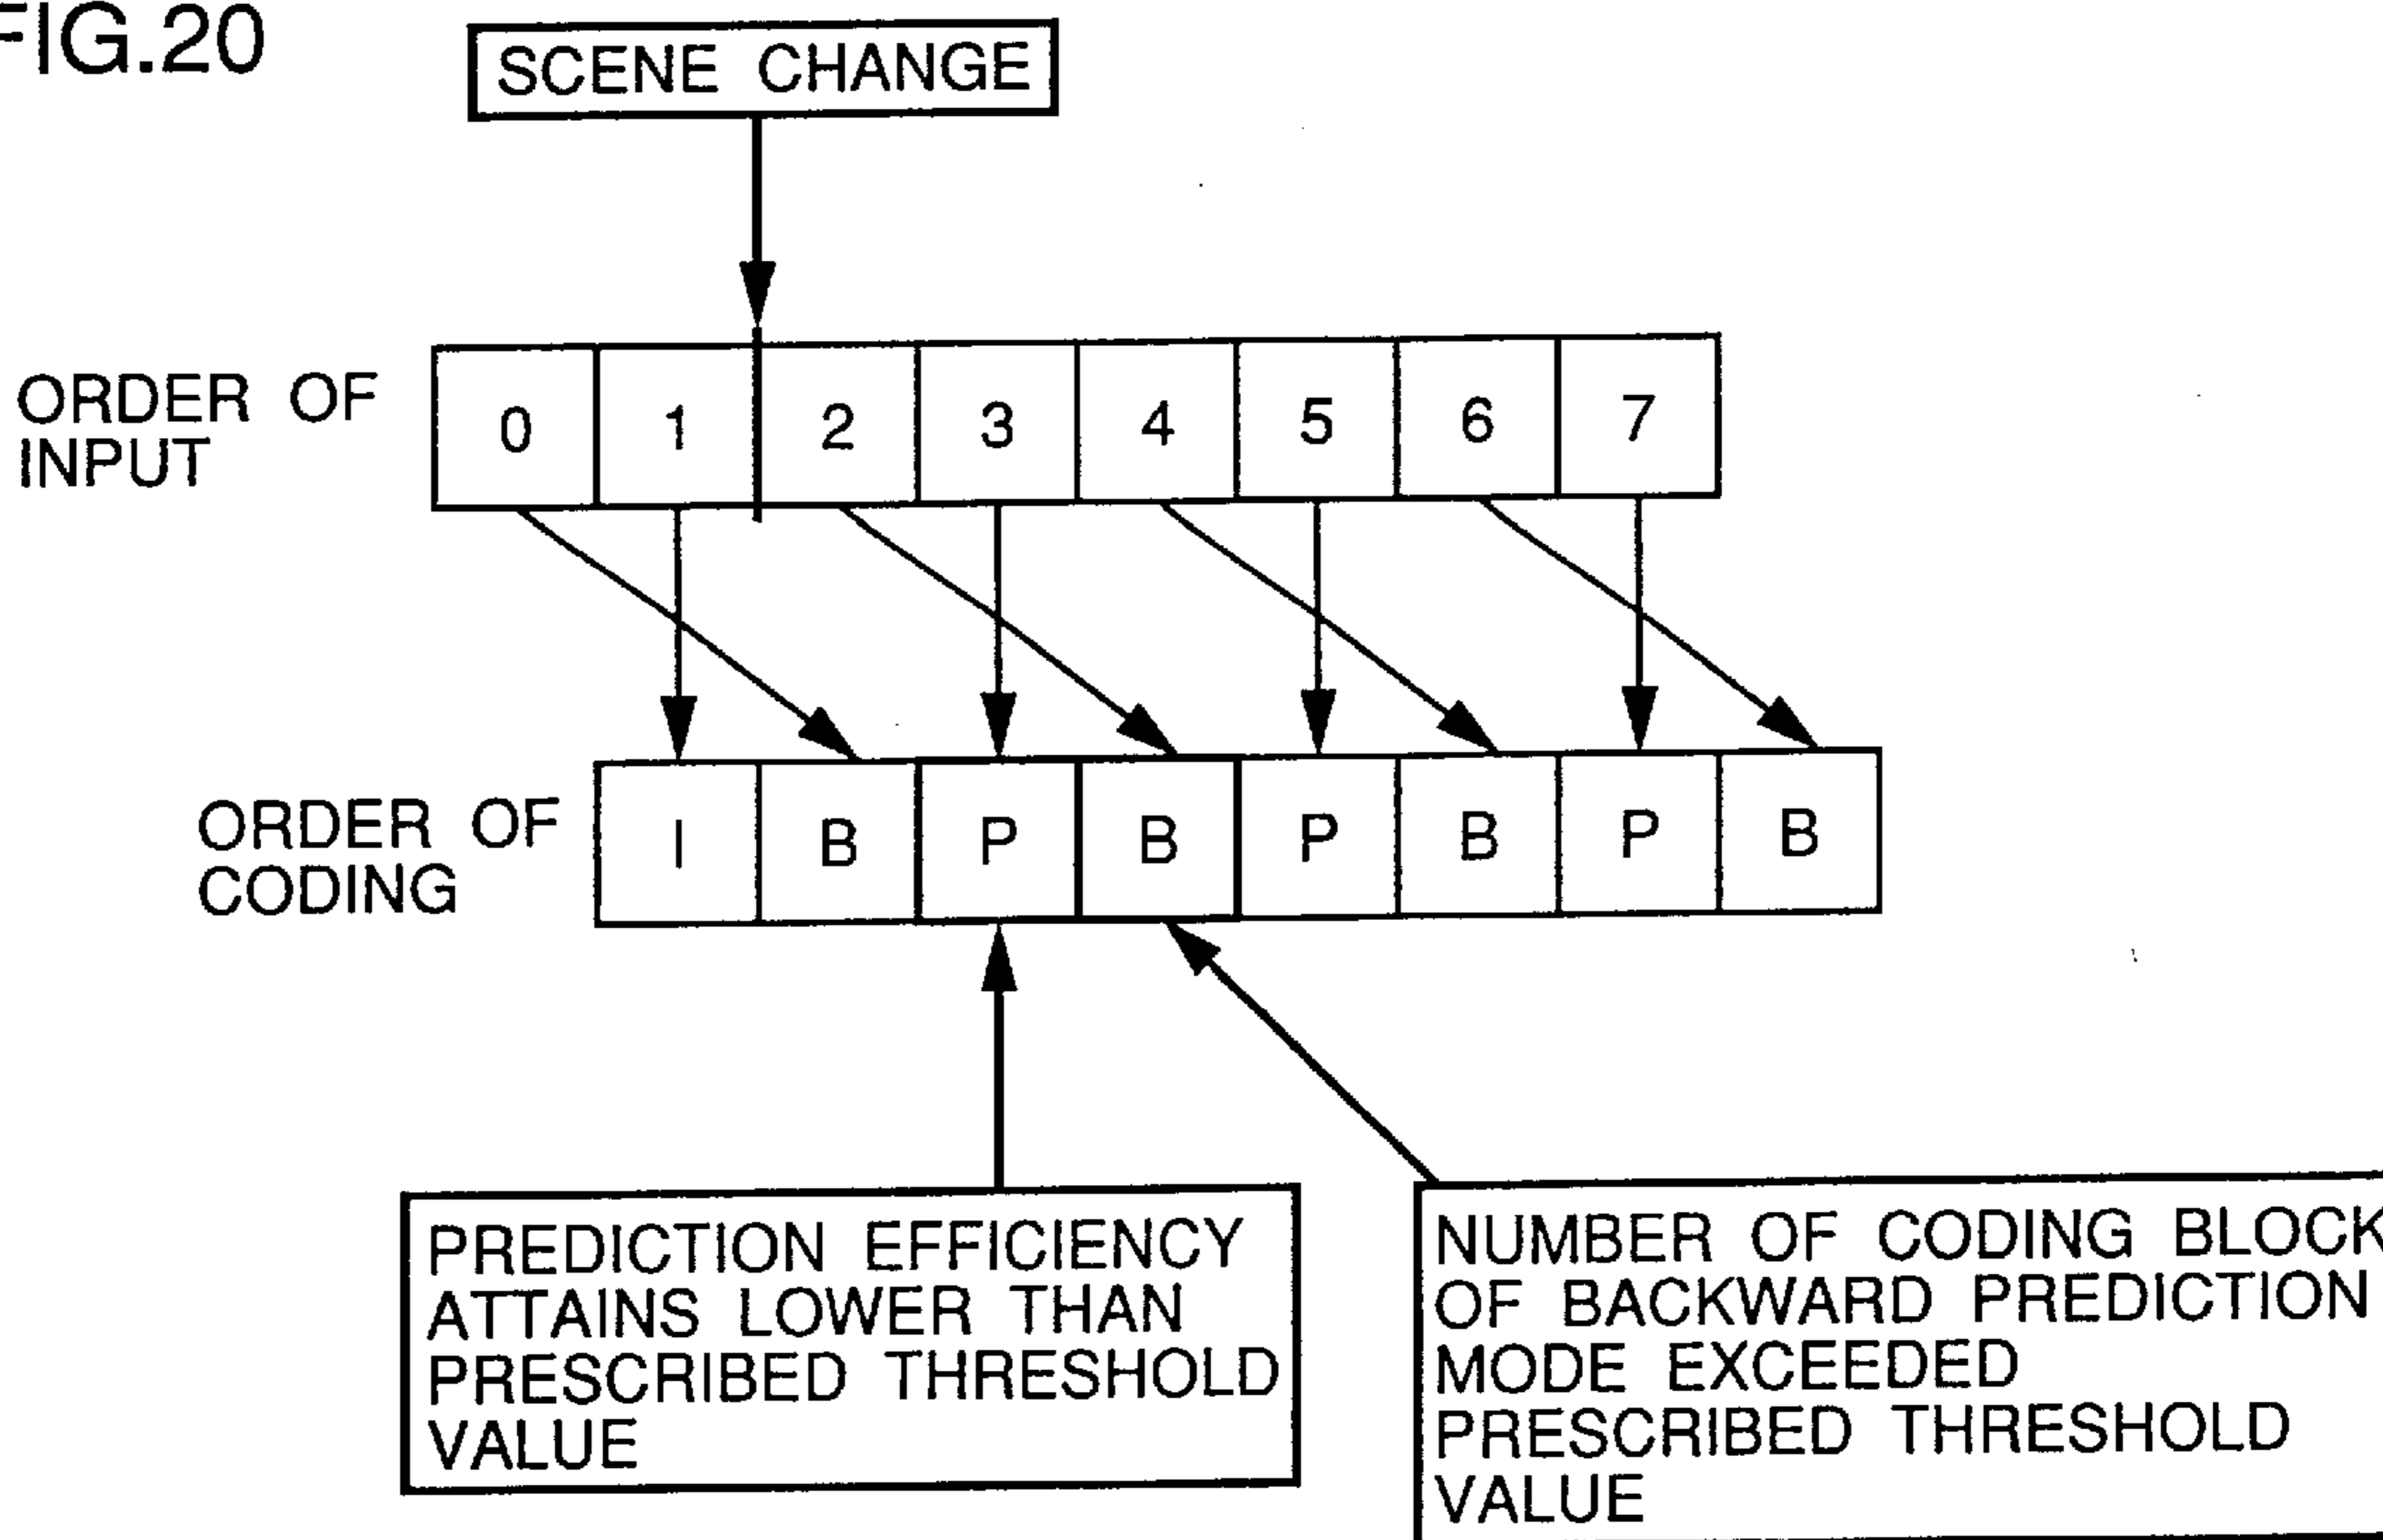 FIG.20
SCENE CHANGE
ORDER OF
INPUT
0 1 2 3 4 5 6 7
ORDER OF
CODING
I B P B P B P B
PREDICTION EFFICIENCY
ATTAINS LOWER THAN
PRESCRIBED THRESHOLD
VALUE
NUMBER OF CODING BLOCK
OF BACKWARD PREDICTION
MODE EXCEEDED
PRESCRIBED THRESHOLD
VALUE